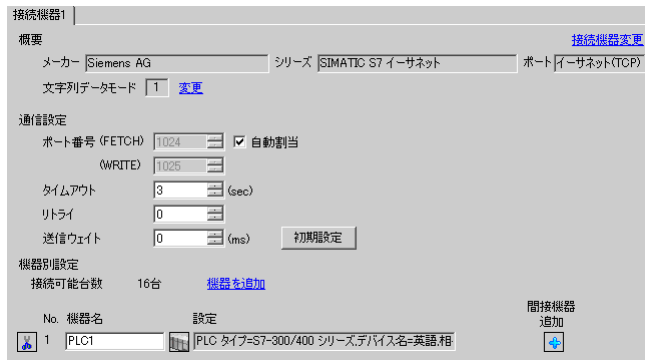 接続機器1
概要 接続機器変更
メーカー Siemens AG シリーズ SIMATIC S7 イーサネット ポート イーサネット(TCP)
文字列データモード 1 変更
通信設定
ポート番号 (FETCH) 1024 自動割当
(WRITE) 1025
タイムアウト 3 (sec)
リトライ 0
送信ウェイト 0 (ms) 初期設定
機器別設定
接続可能台数 16台 機器を追加
間接機器
No. 機器名 設定 追加
1 PLC1 PLC タイプ=S7-300/400 シリーズ,デバイス名=英語,相